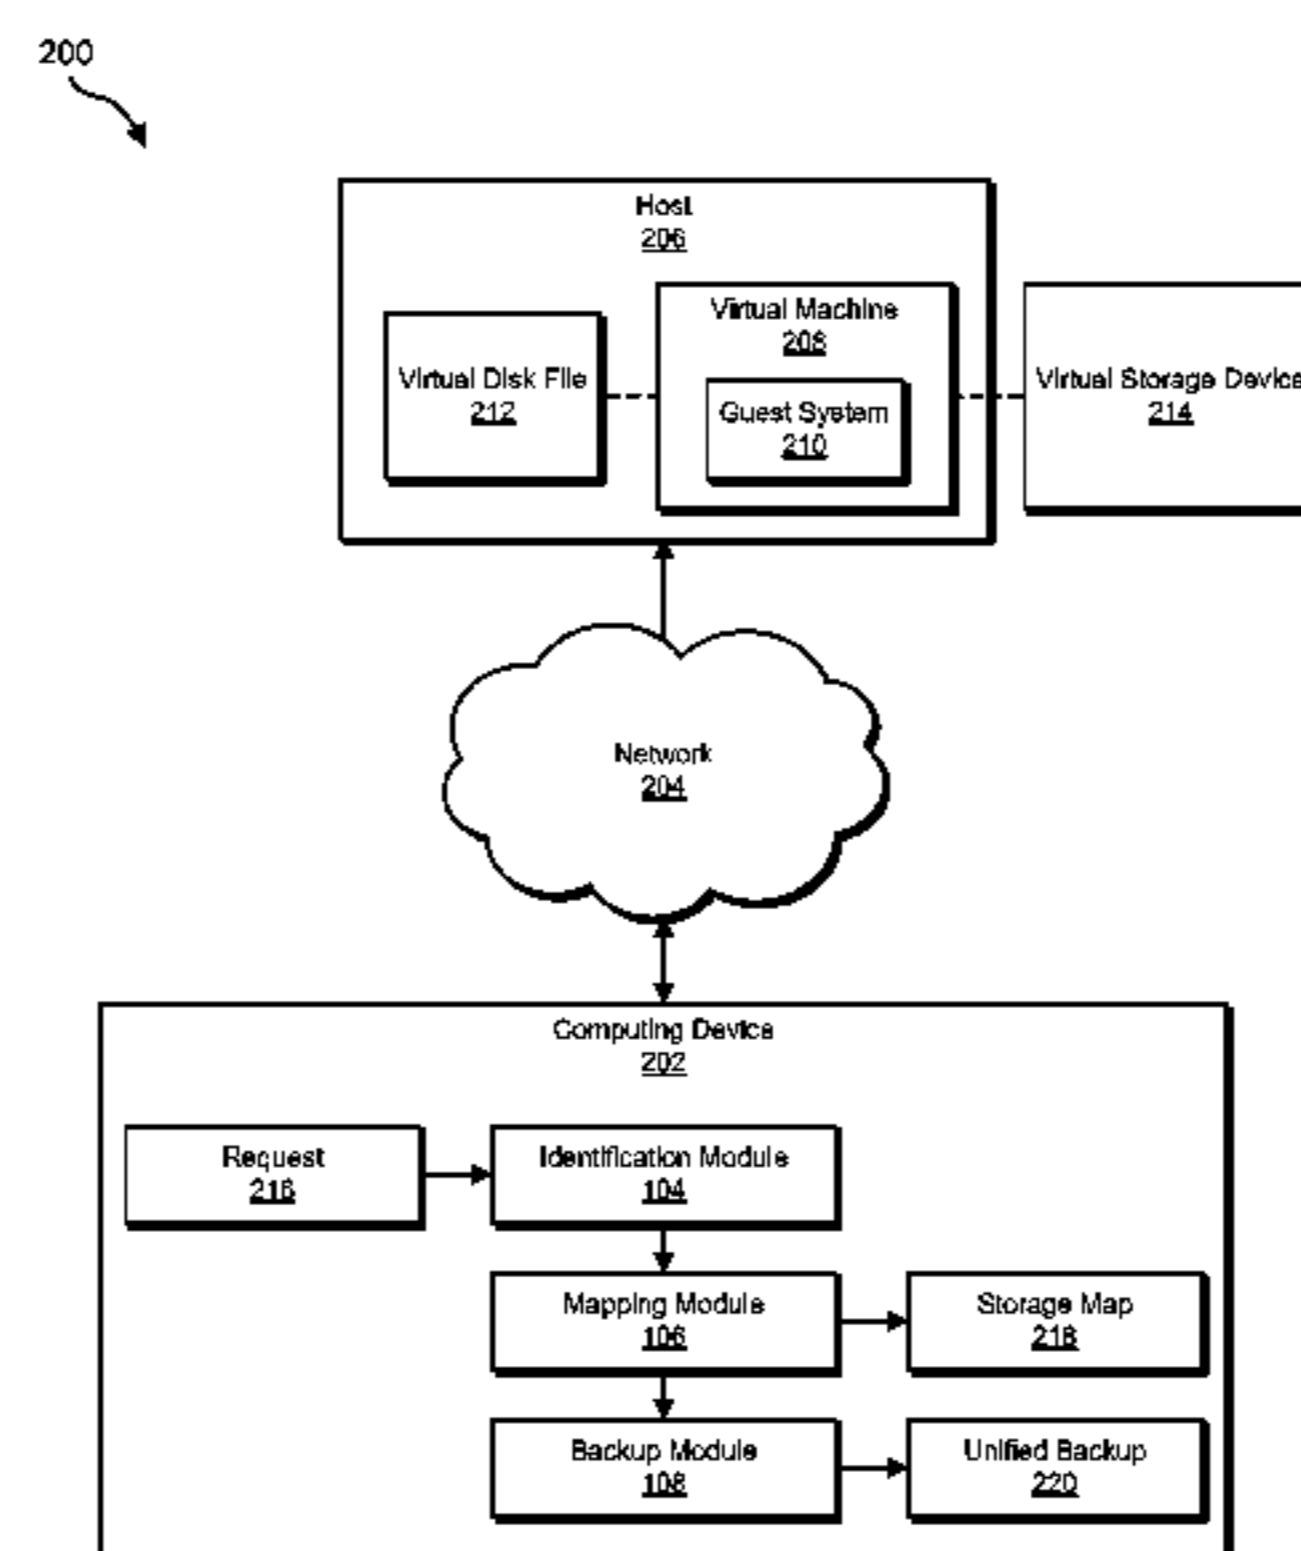 200
Host
206
Virtual Machine
208
Virtual Disk File
212
Guest System
210
Virtual Storage Device
214
Network
204
Computing Device
202
Request
216
Identification Module
104
Mapping Module
106
Storage Map
218
Backup Module
108
Unified Backup
220